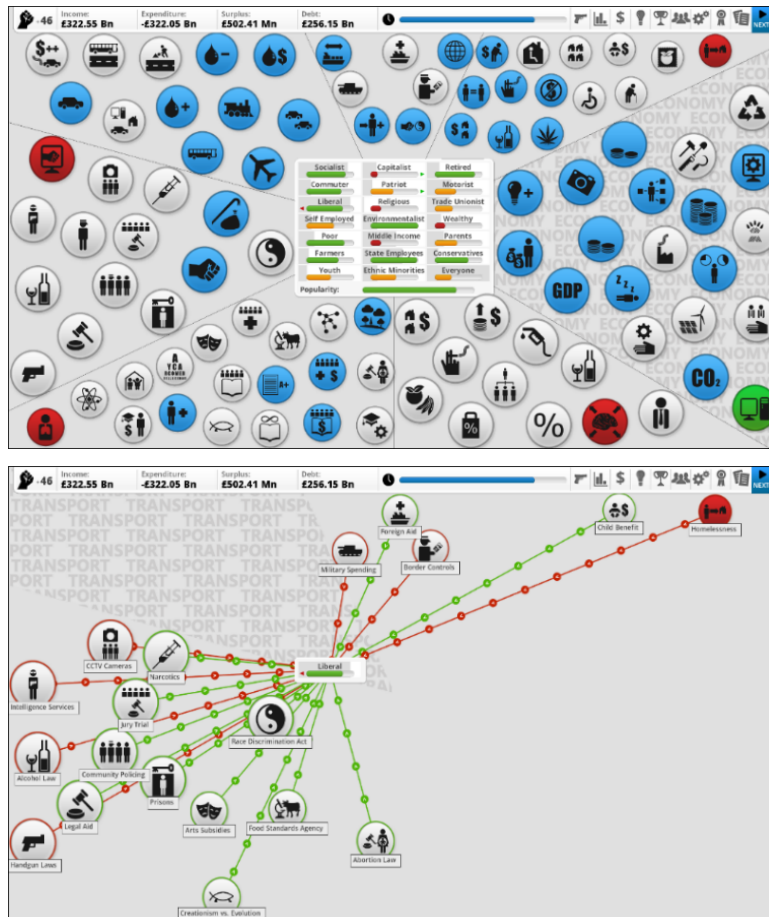 -46
Income:
£322.55 Bn
Expenditure:
-£322.05 Bn
Surplus:
£502.41 Mn
Debt:
£256.15 Bn
NEXT
$++
$
A+
Socialist Capitalist Retired
Commuter Patriot Motorist
Liberal Religious Trade Unionist
Self Employed Environmentalist Wealthy
Poor Middle Income Parents
Farmers State Employees Conservatives
Youth Ethnic Minorities Everyone
Popularity:
GDP
CO2
%
%
ECONOMY
-46
Income:
£322.55 Bn
Expenditure:
-£322.05 Bn
Surplus:
£502.41 Mn
Debt:
£256.15 Bn
NEXT
TRANSPORT TRANSPORT
Foreign Aid
Child Benefit
Homelessness
Military Spending
Border Controls
Liberal
CCTV Cameras
Narcotics
Intelligence Services
Jury Trial
Race Discrimination Act
Alcohol Law
Community Policing
Prisons
Legal Aid
Arts Subsidies
Food Standards Agency
Abortion Law
Handgun Laws
Creationism vs. Evolution